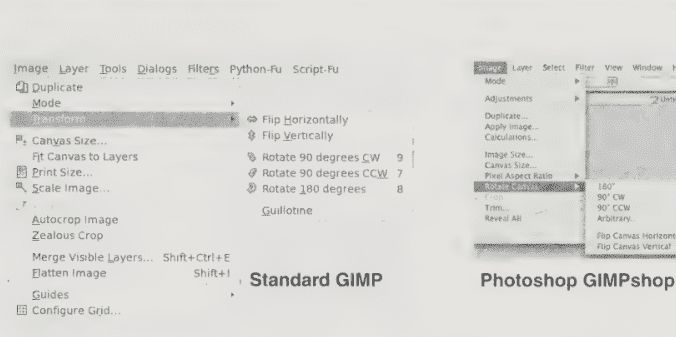 Image Layer Tools Dialogs Filters Python-Fu Script-Fu
Duplicate
Mode
Transform
Canvas Size...
Fit Canvas to Layers
Print Size...
Scale Image...
Autocrop Image
Zealous Crop
Merge Visible Layers... Shift+Ctrl+E
Flatten Image
Guides
Configure Grid...
Flip Horizontally
Flip Vertically
Rotate 90 degrees CW 9
Rotate 90 degrees CCW 7
Rotate 180 degrees 8
Guillotine
Standard GIMP
Image Layer Select Filter View Window H
Mode
Adjustments
Duplicate...
Apply Image...
Calculations...
Image Size...
Canvas Size...
Pixel Aspect Ratio
Rotate Canvas
Crop
Trim...
Reveal All
180°
90° CW
90° CCW
Arbitrary...
Flip Canvas
Flip Canvas Vertical
Photoshop GIMPshop